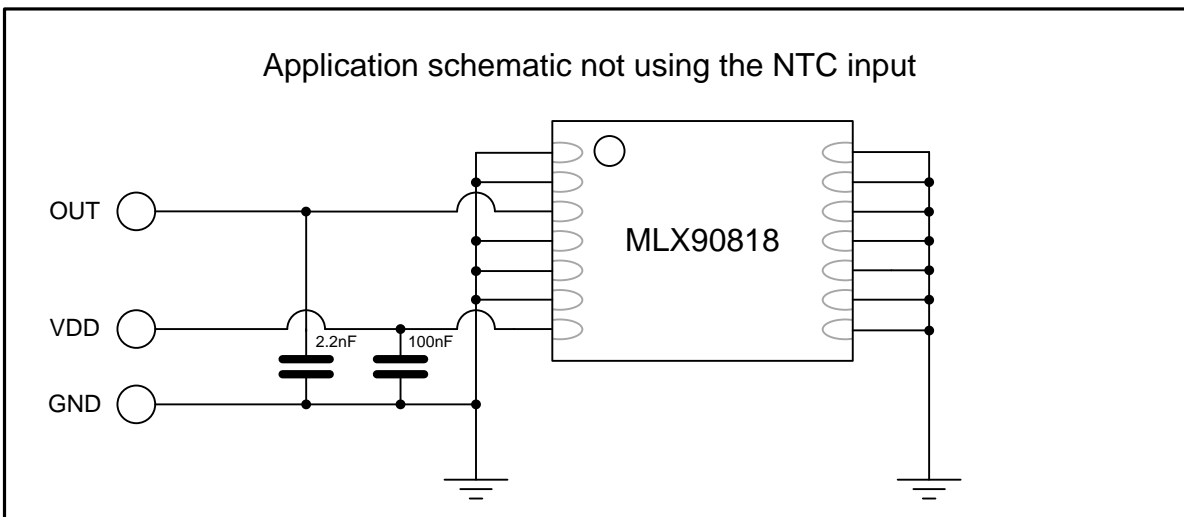 Application schematic not using the NTC input
MLX90818
OUT
VDD
2.2nF
100nF
GND